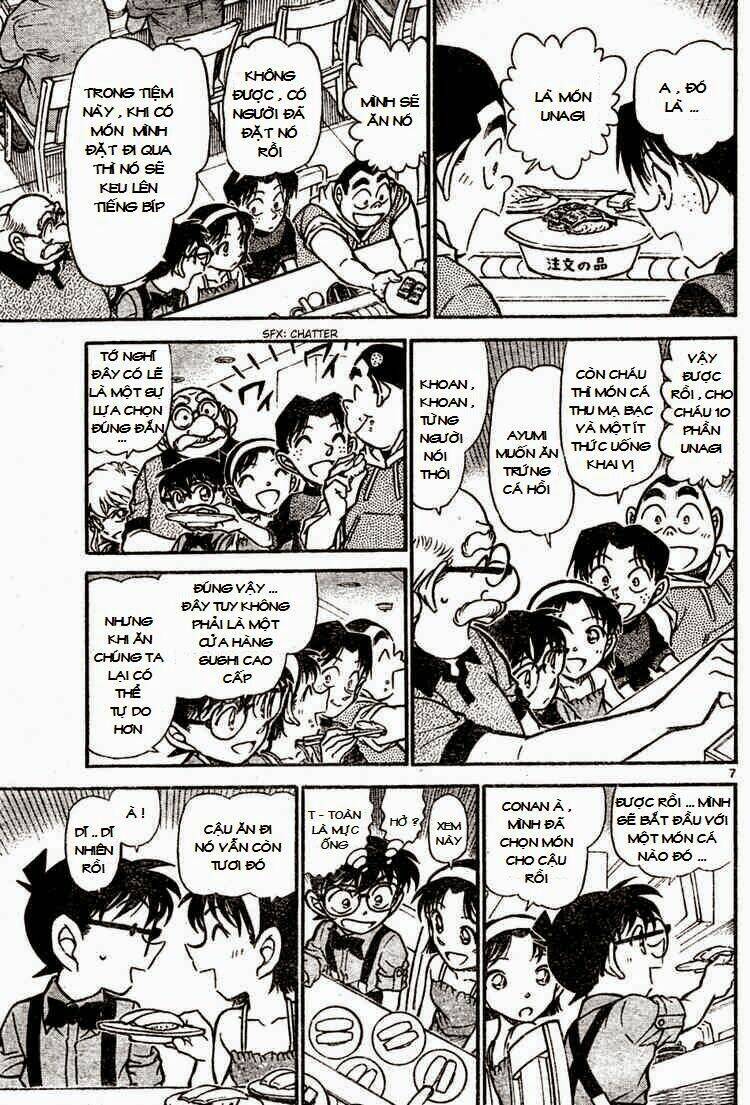 A , ĐÓ
LÀ ...
LÀ MÓN
UNAGI
注文の品
MÌNH SẼ
ĂN NÓ
KHÔNG
ĐƯỢC , CÓ
NGƯỜI ĐÃ
ĐẶT NÓ
RỒI
TRONG TIỆM
NÀY , KHI CÓ
MÓN MÌNH
ĐẶT ĐI QUA
THÌ NÓ SẼ
KEU LÊN
TIẾNG BÍP
VẬY
ĐƯỢC
RỒI , CHO
CHÁU 10
PHẦN
UNAGI
CÒN CHÁU
THÌ MÓN CÁ
THU MẠ BẠC
VÀ MỘT ÍT
THỨC UỐNG
KHAI VỊ
AYUMI
MUỐN ĂN
TRỨNG
CÁ HỒI
KHOAN ,
KHOAN ,
TỪNG
NGƯỜI
NÓI
THÔI
SFX: CHATTER
TỚ NGHĨ
ĐÂY CÓ LẼ
LÀ MỘT SỰ
LỰA CHỌN
ĐÚNG ĐẮN
...
ĐÚNG VẬY ...
ĐÂY TUY KHÔNG
PHẢI LÀ MỘT
CỬA HÀNG
GUGHI CAO
CẤP
NHƯNG
KHI ĂN
CHÚNG TA
LẠI CÓ
THỂ
TỰ DO
HƠN
7
ĐƯỢC RỒI ... MÌNH
SẼ BẮT ĐẦU VỚI
MỘT MÓN CÁ
NÀO ĐÓ ...
CONAN À ,
MÌNH ĐÃ
CHỌN MÓN
CHO CẬU
RỒI
XEM
NÀY
HỞ ?
T - TOÀN
LÀ MỰC
ỐNG
CẬU ĂN ĐI
NÓ VẪN CÒN
TƯƠI ĐÓ
À !
DĨ .. DĨ
NHIÊN
RỒI